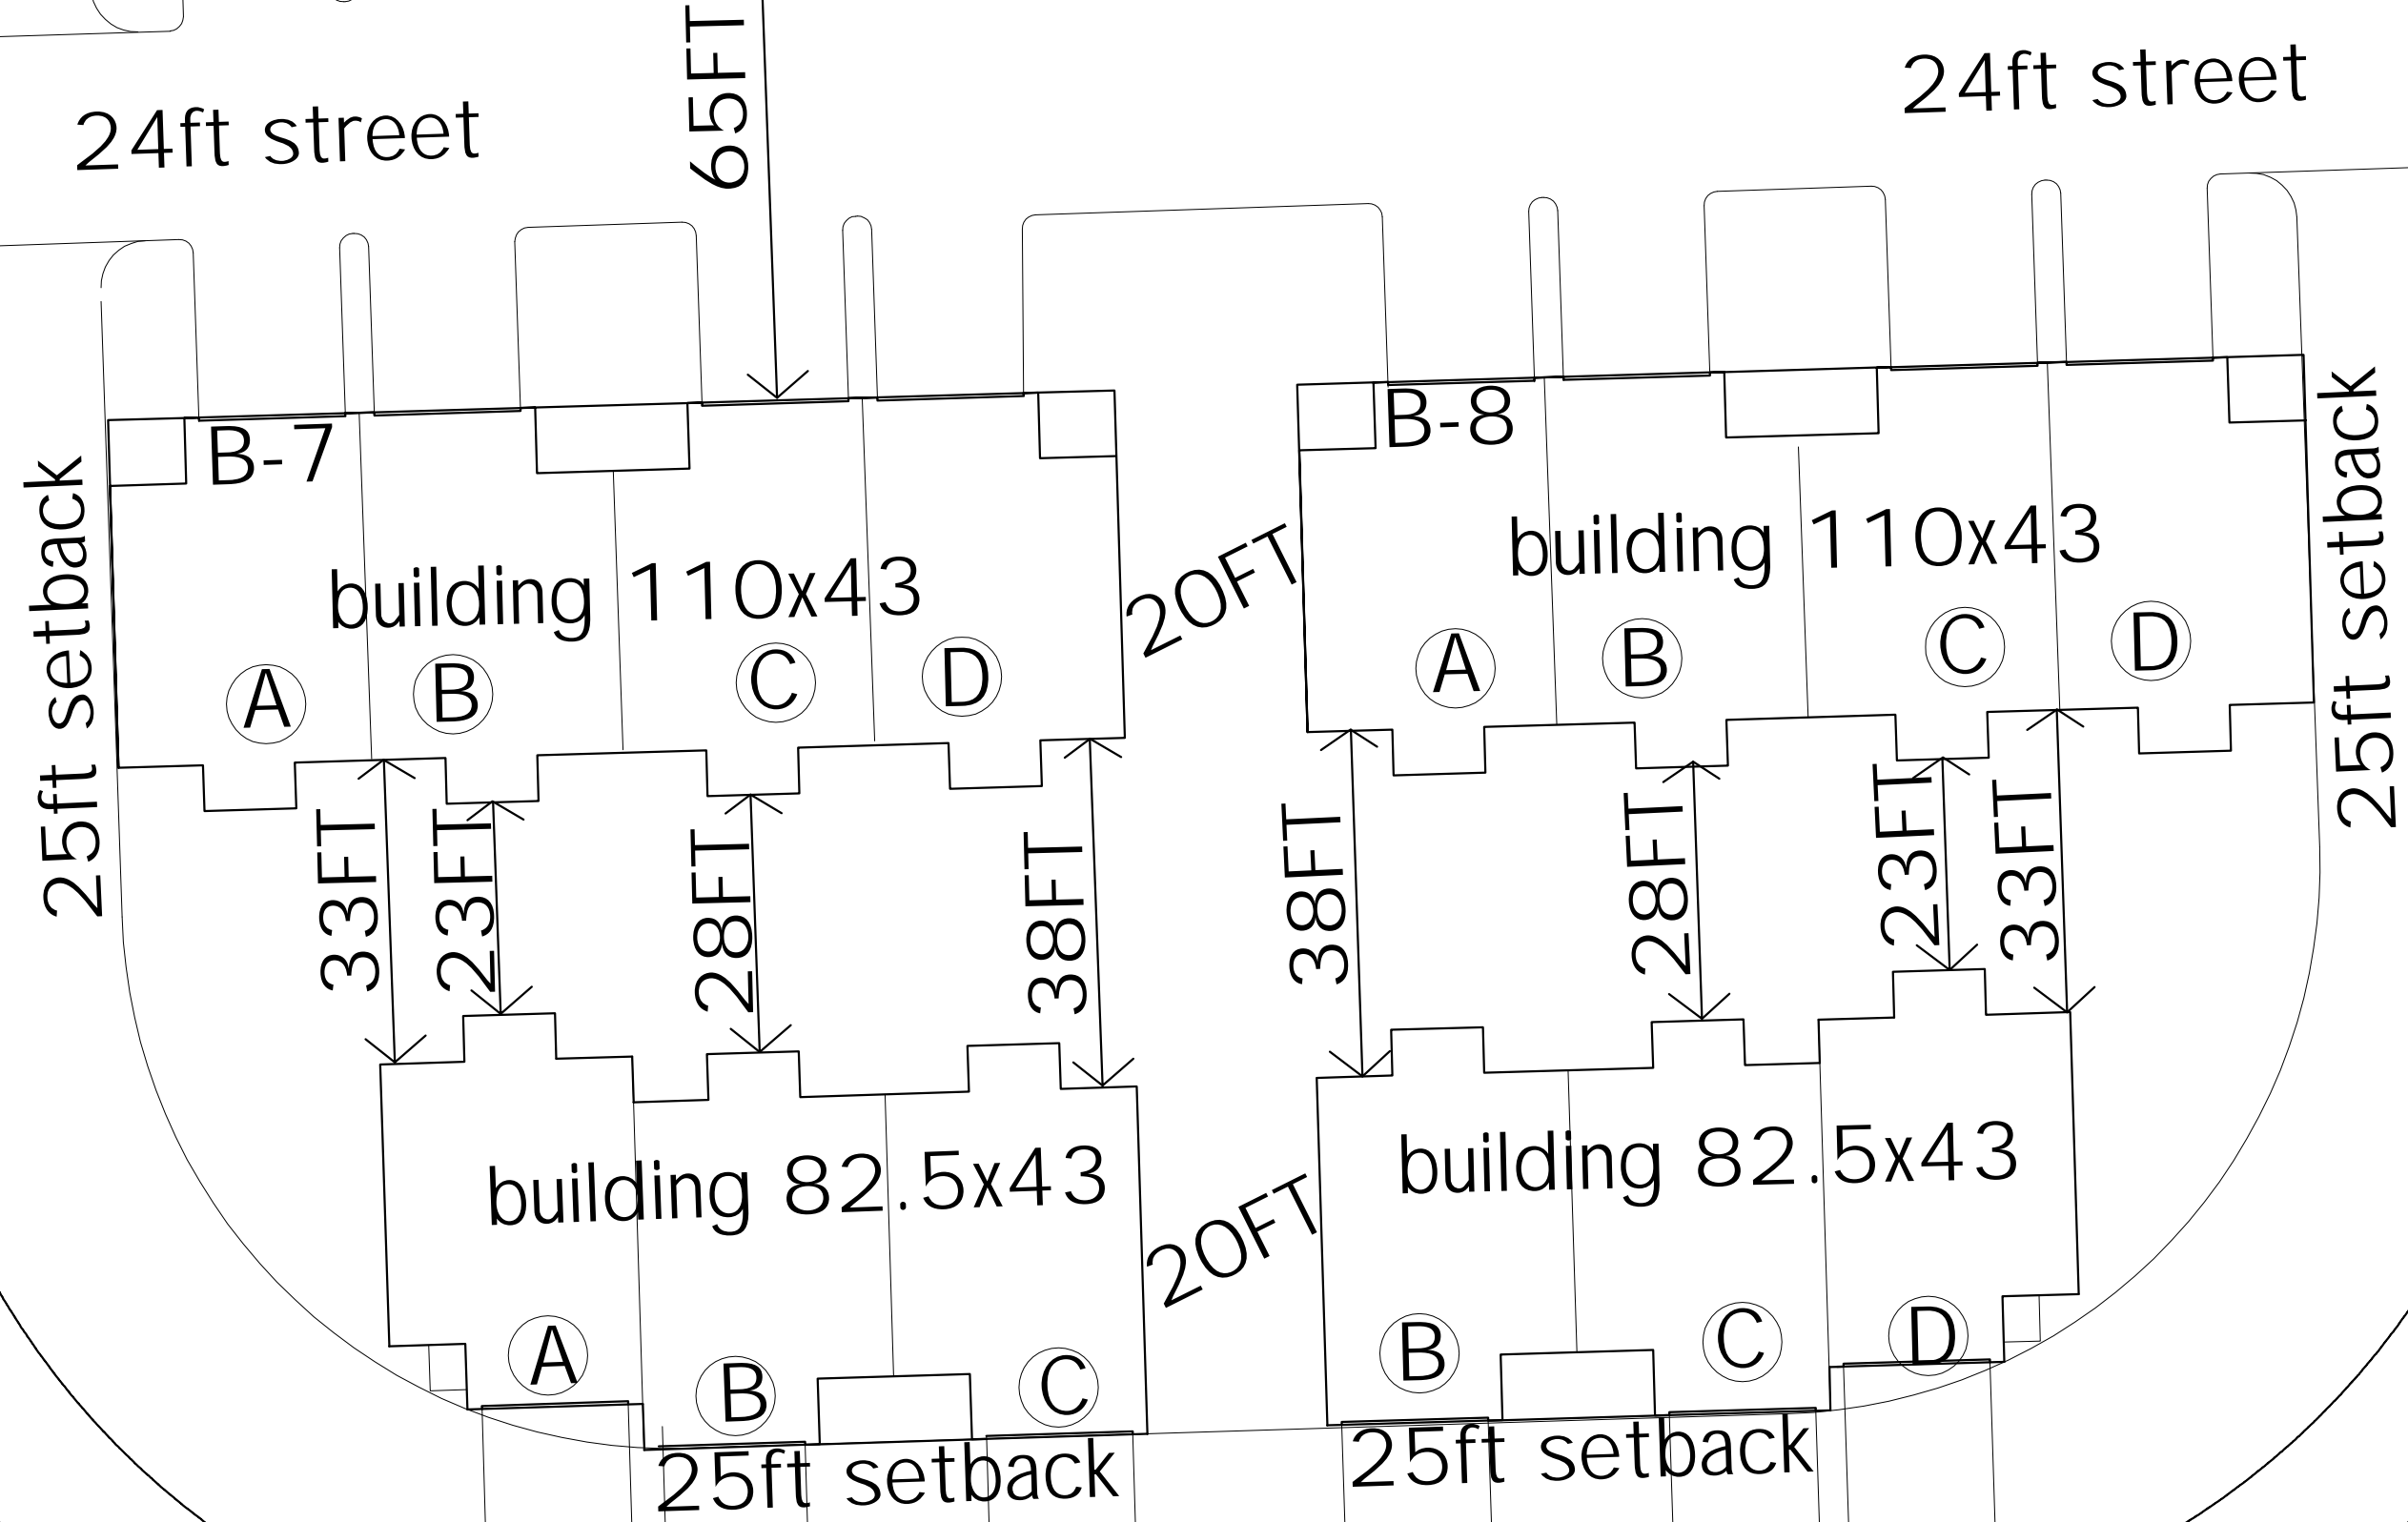 65FT
24ft street
24ft street
B-7
B-8
25ft setback
building 110x43
20FT
building 110x43
25ft setback
A
B
C
D
A
B
C
D
33FT
23FT
28FT
38FT
38FT
28FT
23FT
33FT
building 82.5x43
building 82.5x43
20FT
A
B
C
B
C
D
25ft setback
25ft setback